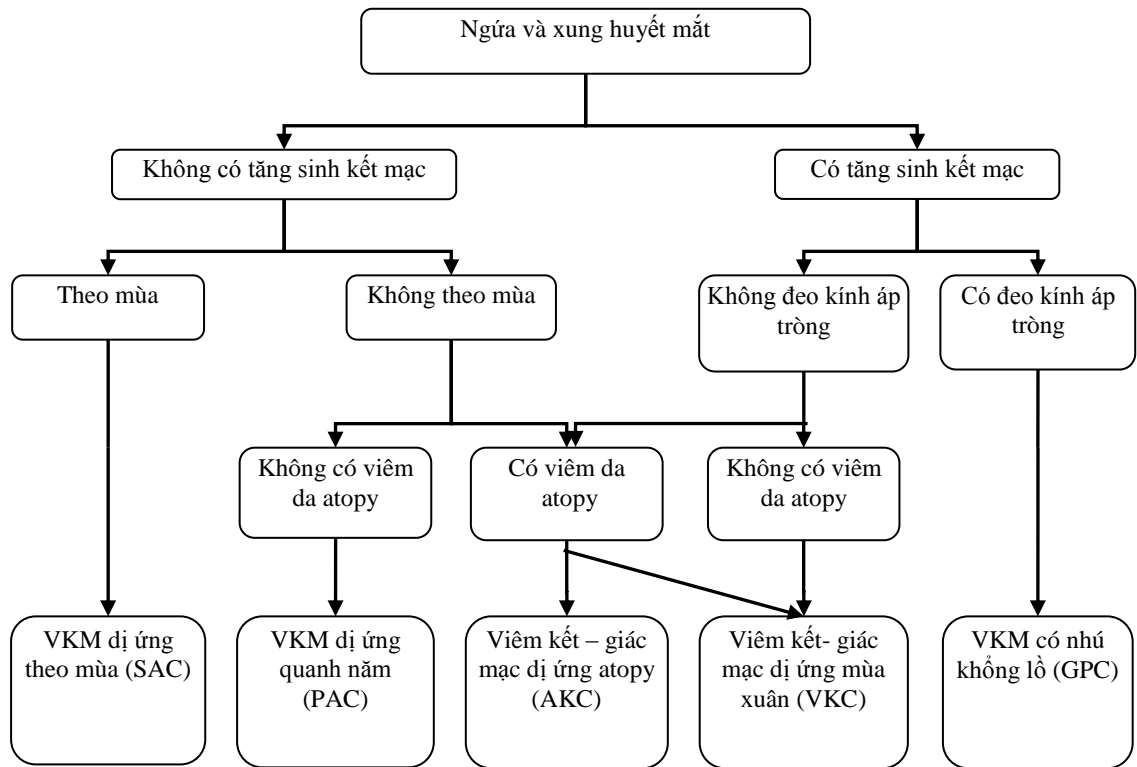 Ngứa và xung huyết mắt
Không có tăng sinh kết mạc
Có tăng sinh kết mạc
Theo mùa
Không theo mùa
Không đeo kính áp
tròng
Có đeo kính áp
tròng
Không có viêm
da atopy
Có viêm da
atopy
Không có viêm
da atopy
VKM dị ứng
theo mùa (SAC)
VKM dị ứng
quanh năm
(PAC)
Viêm kết – giác
mạc dị ứng atopy
(AKC)
Viêm kết- giác
mạc dị ứng mùa
xuân (VKC)
VKM có nhú
khổng lồ (GPC)